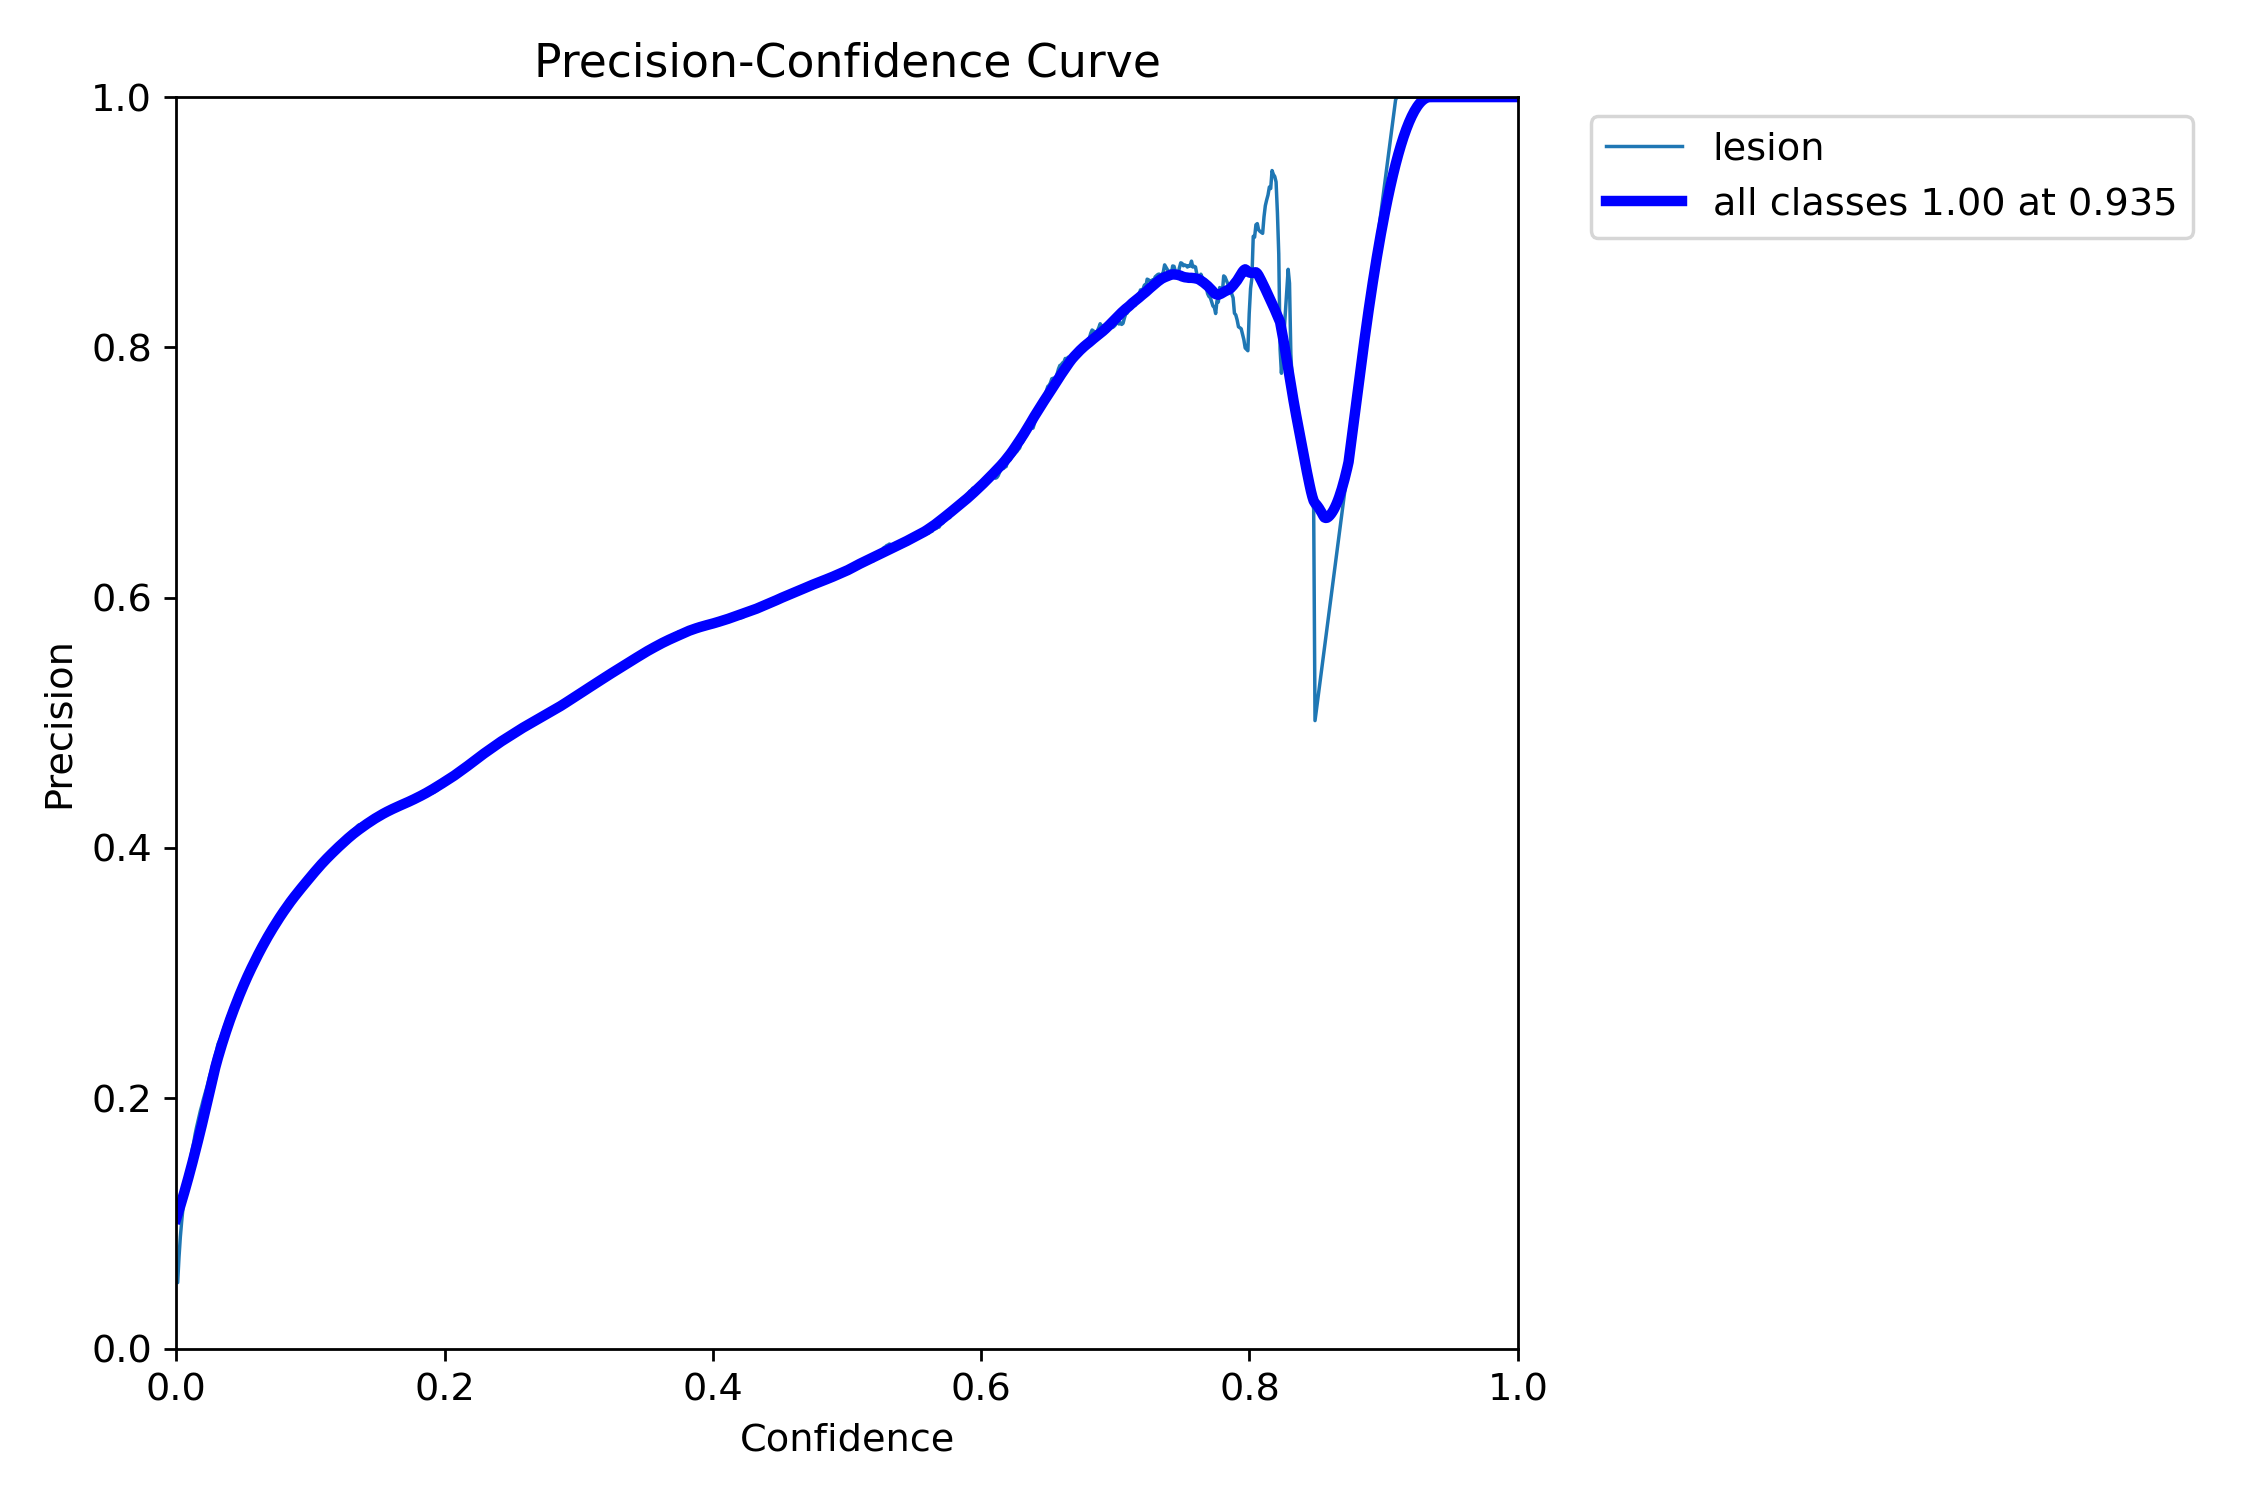 Precision-Confidence Curve
1.0
0.8
0.6
0.4
0.2
0.0
Precision
0.0 0.2 0.4 0.6 0.8 1.0
Confidence
lesion
all classes 1.00 at 0.935